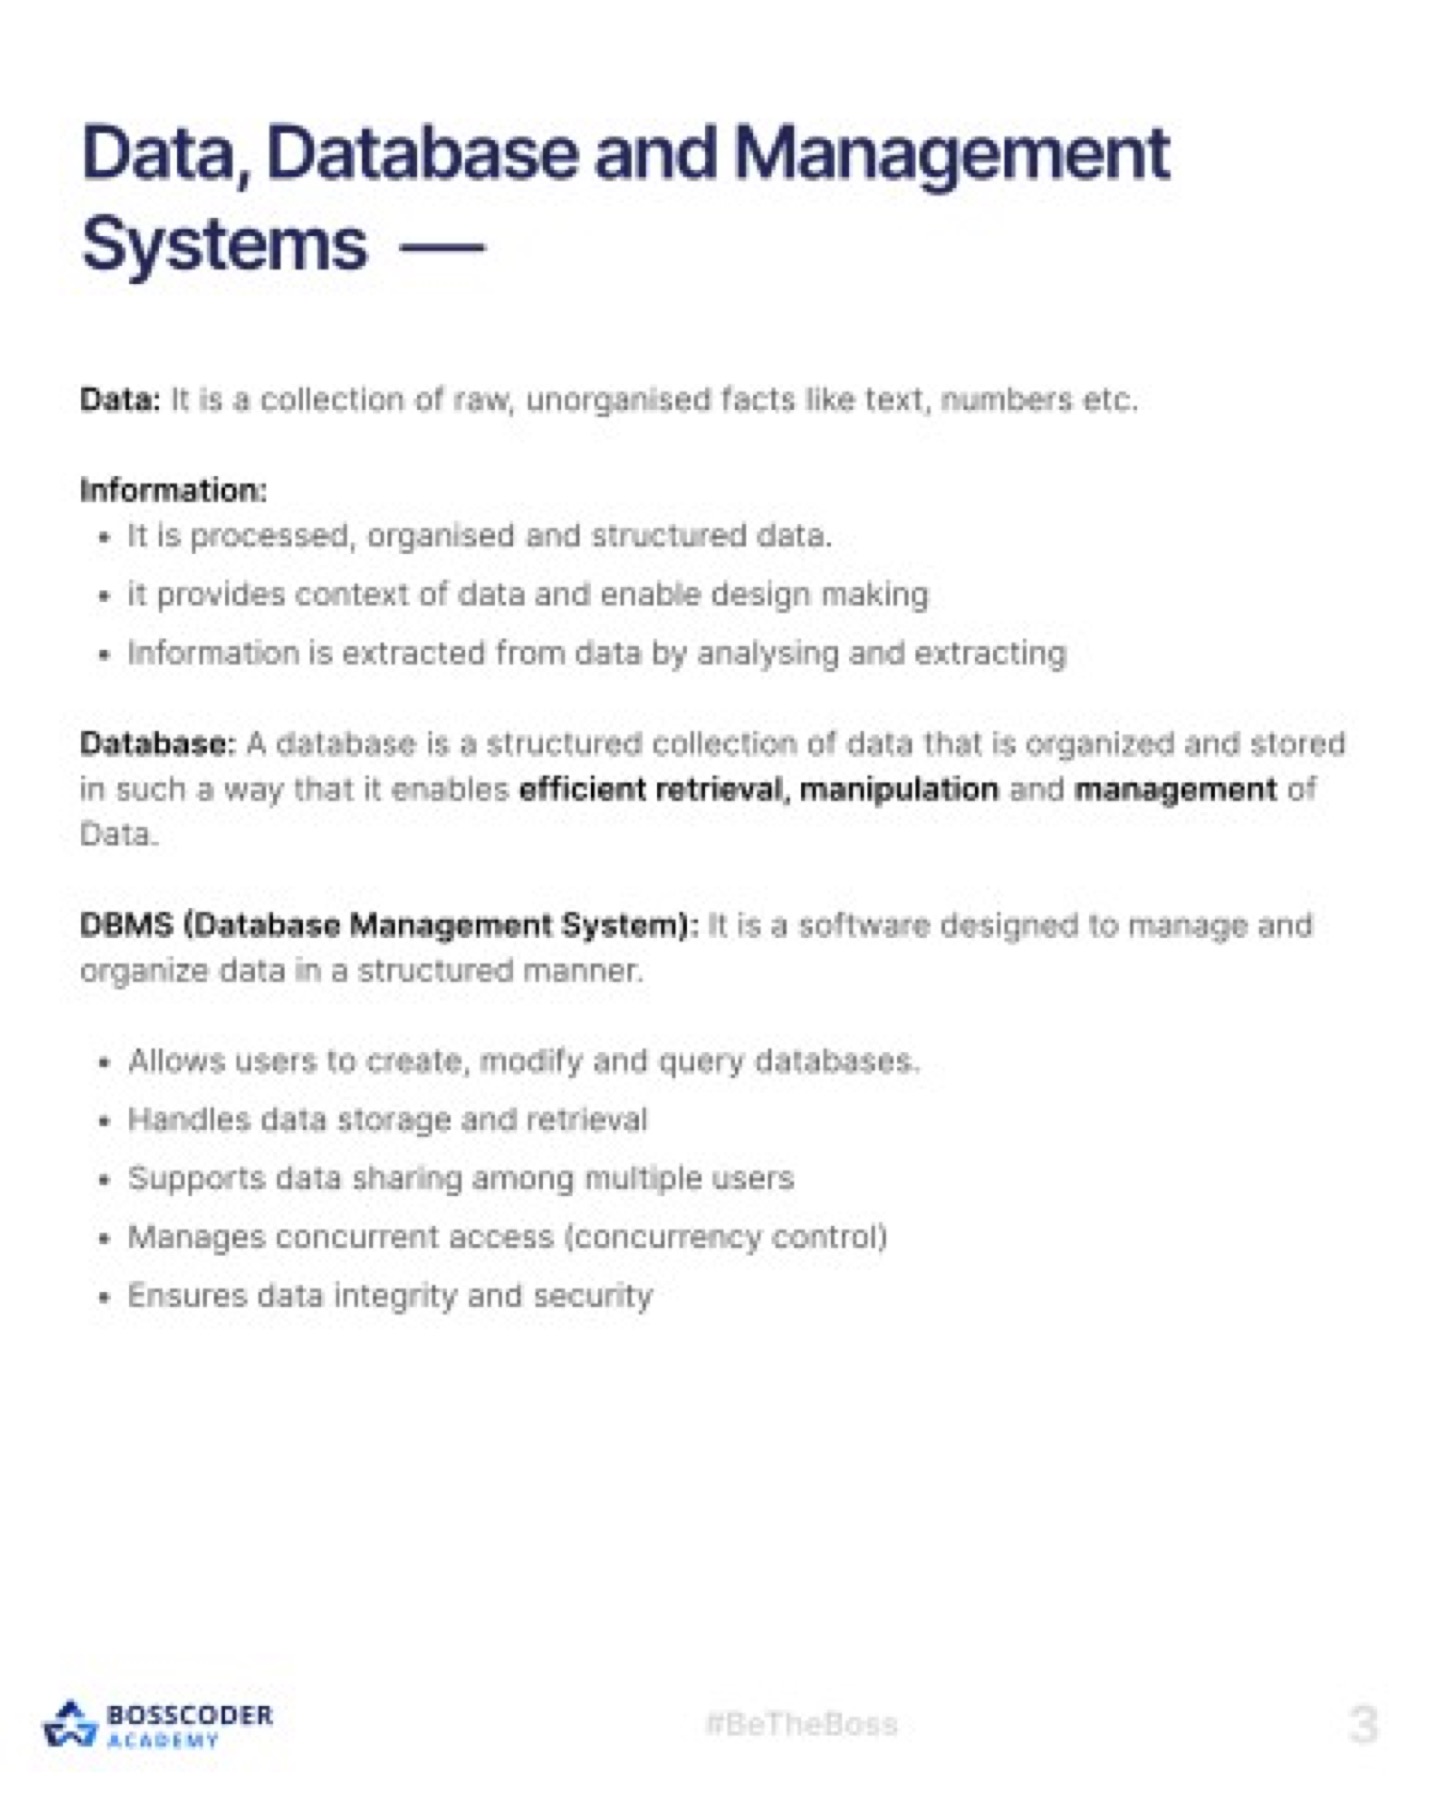 Data, Database and Management
Systems —
Data: It is a collection of raw, unorganised facts like text, numbers etc.
Information:
• It is processed, organised and structured data.
• it provides context of data and enable design making
• Information is extracted from data by analysing and extracting
Database: A database is a structured collection of data that is organized and stored
in such a way that it enables efficient retrieval, manipulation and management of
Data.
DBMS (Database Management System): It is a software designed to manage and
organize data in a structured manner.
• Allows users to create, modify and query databases.
• Handles data storage and retrieval
• Supports data sharing among multiple users
• Manages concurrent access (concurrency control)
• Ensures data integrity and security
BOSSCODER
ACADEMY
#BeTheBoss
3